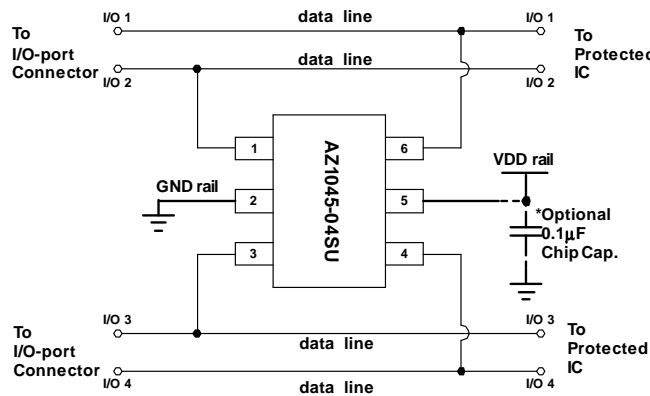 I/O 1
data line
I/O 1
To
I/O-port
Connector
To
Protected
IC
data line
I/O 2
I/O 2
1
6
AZ1045-04SU
VDD rail
GND rail
2
5
*Optional
0.1µF
Chip Cap.
3
4
I/O 3
I/O 3
To
I/O-port
Connector
data line
To
Protected
IC
I/O 4
data line
I/O 4